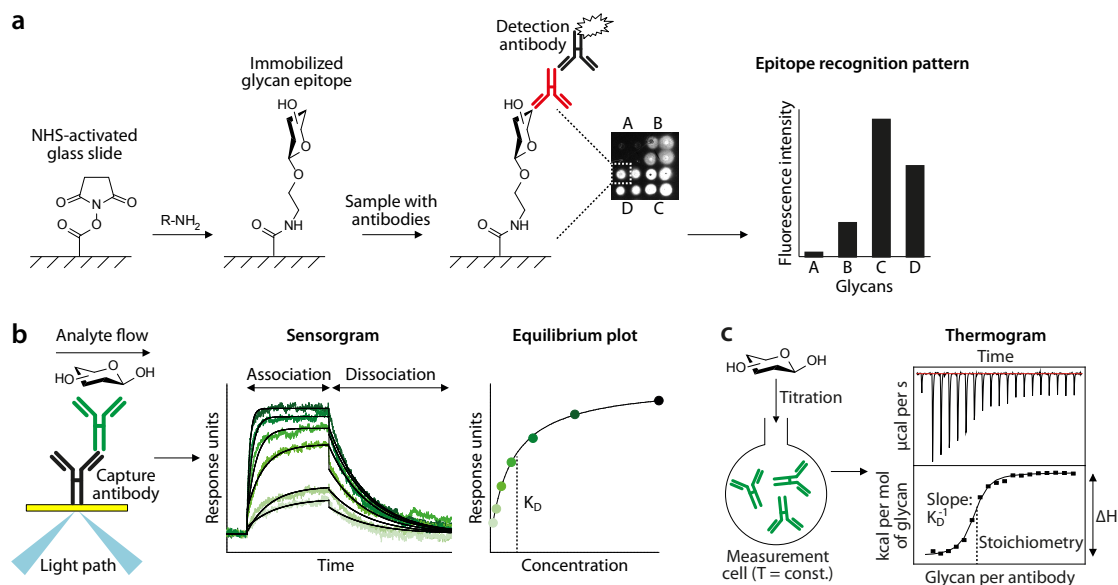 a
NHS-activated
glass slide
O
N
O
O
O
R-NH2
Immobilized
glycan epitope
HO
O
O
O
NH
Sample with
antibodies
Detection
antibody
HO
O
O
O
NH
A B
D C
Epitope recognition pattern
Fluorescence intensity
A B C D
Glycans
b
Analyte flow
HO
O
OH
Capture
antibody
Light path
Sensorgram
Association
Dissociation
Response units
Time
Equilibrium plot
Response units
KD
Concentration
c
HO
O
OH
Titration
Measurement
cell (T = const.)
Thermogram
Time
µcal per s
kcal per mol
of glycan
Slope:
KD-1
Stoichiometry
ΔH
Glycan per antibody